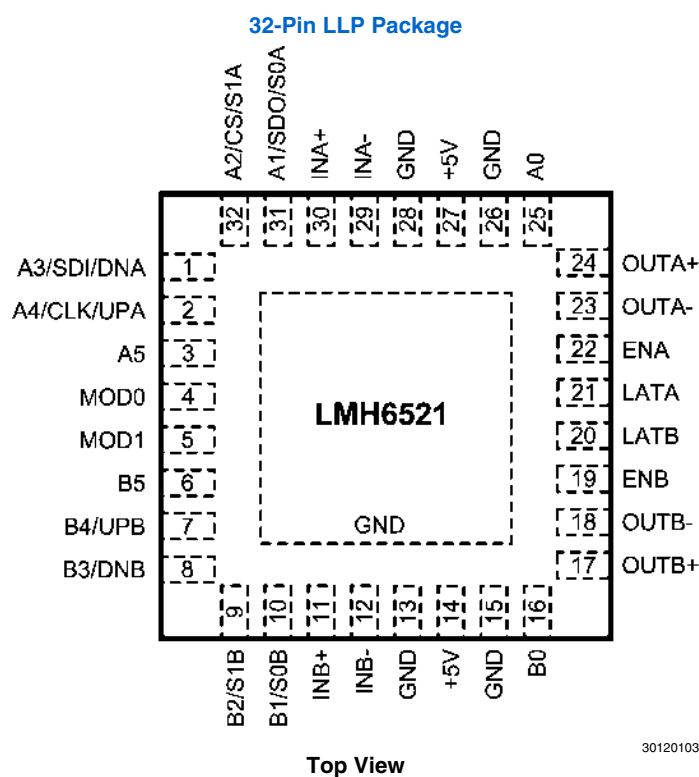 32-Pin LLP Package
A2/CS/S1A
A1/SDO/S0A
INA+
INA-
GND
+5V
GND
A0
32
31
30
29
28
27
26
25
A3/SDI/DNA 1
A4/CLK/UPA 2
A5 3
MOD0 4
MOD1 5
B5 6
B4/UPB 7
B3/DNB 8
LMH6521
GND
24 OUTA+
23 OUTA-
22 ENA
21 LATA
20 LATB
19 ENB
18 OUTB-
17 OUTB+
9
10
11
12
13
14
15
16
B2/S1B
B1/S0B
INB+
INB-
GND
+5V
GND
B0
30120103
Top View